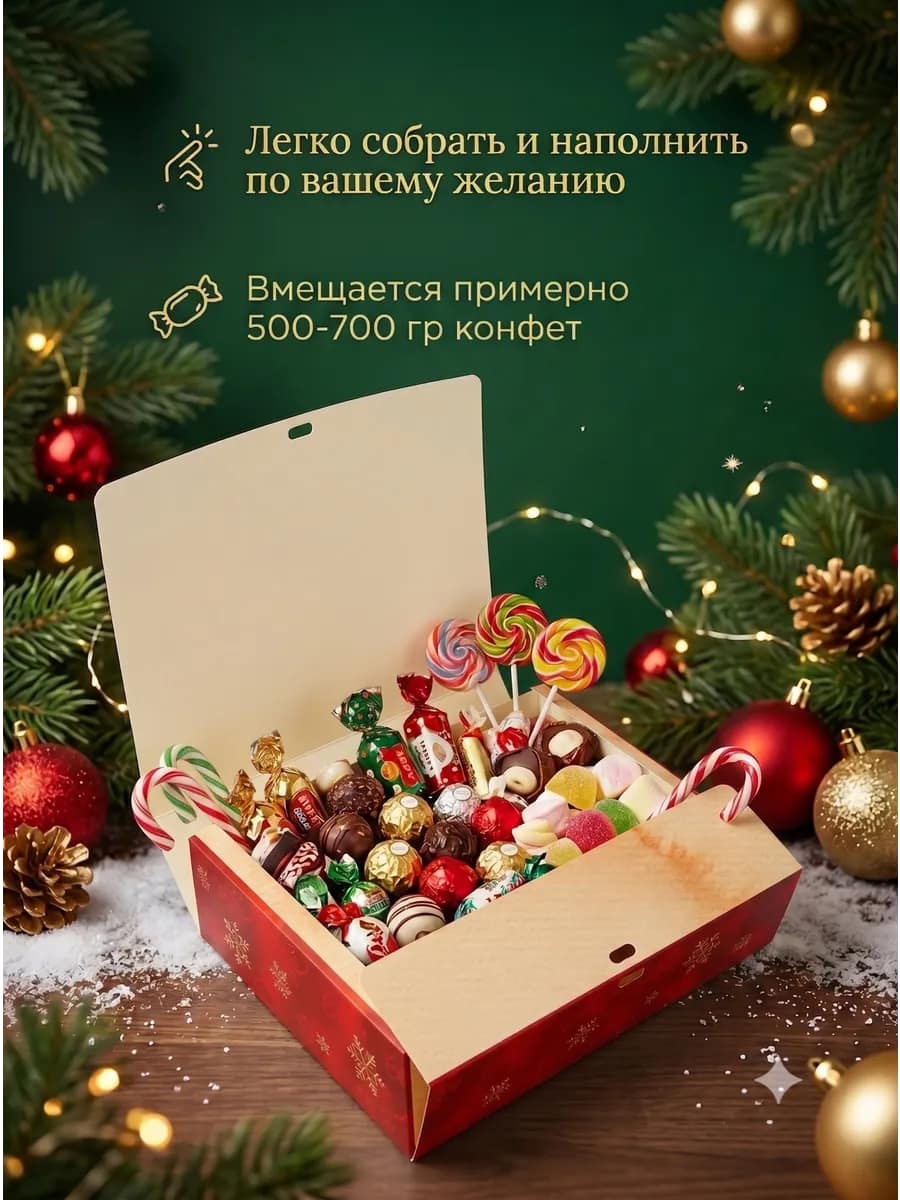 Легко собрать и наполнить
по вашему желанию
Вмещается примерно
500-700 гр конфет